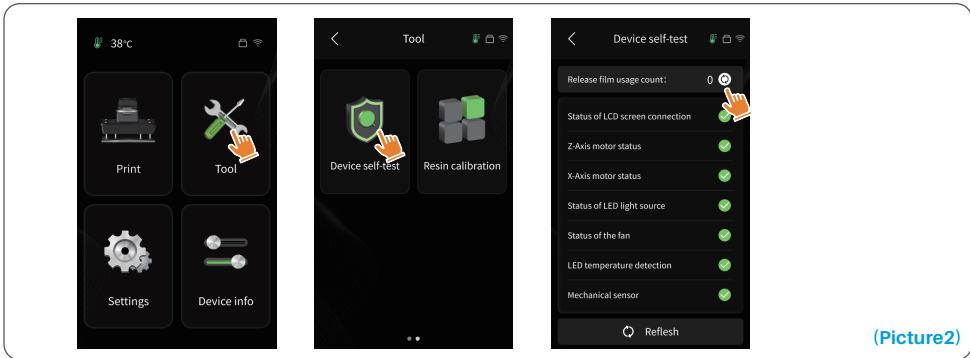 38℃
Print
Tool
Settings
Device info
Tool
Device self-test
Resin calibration
Device self-test
Release film usage count: 0
Status of LCD screen connection
Z-Axis motor status
X-Axis motor status
Status of LED light source
Status of the fan
LED temperature detection
Mechanical sensor
Reflesh
(Picture2)